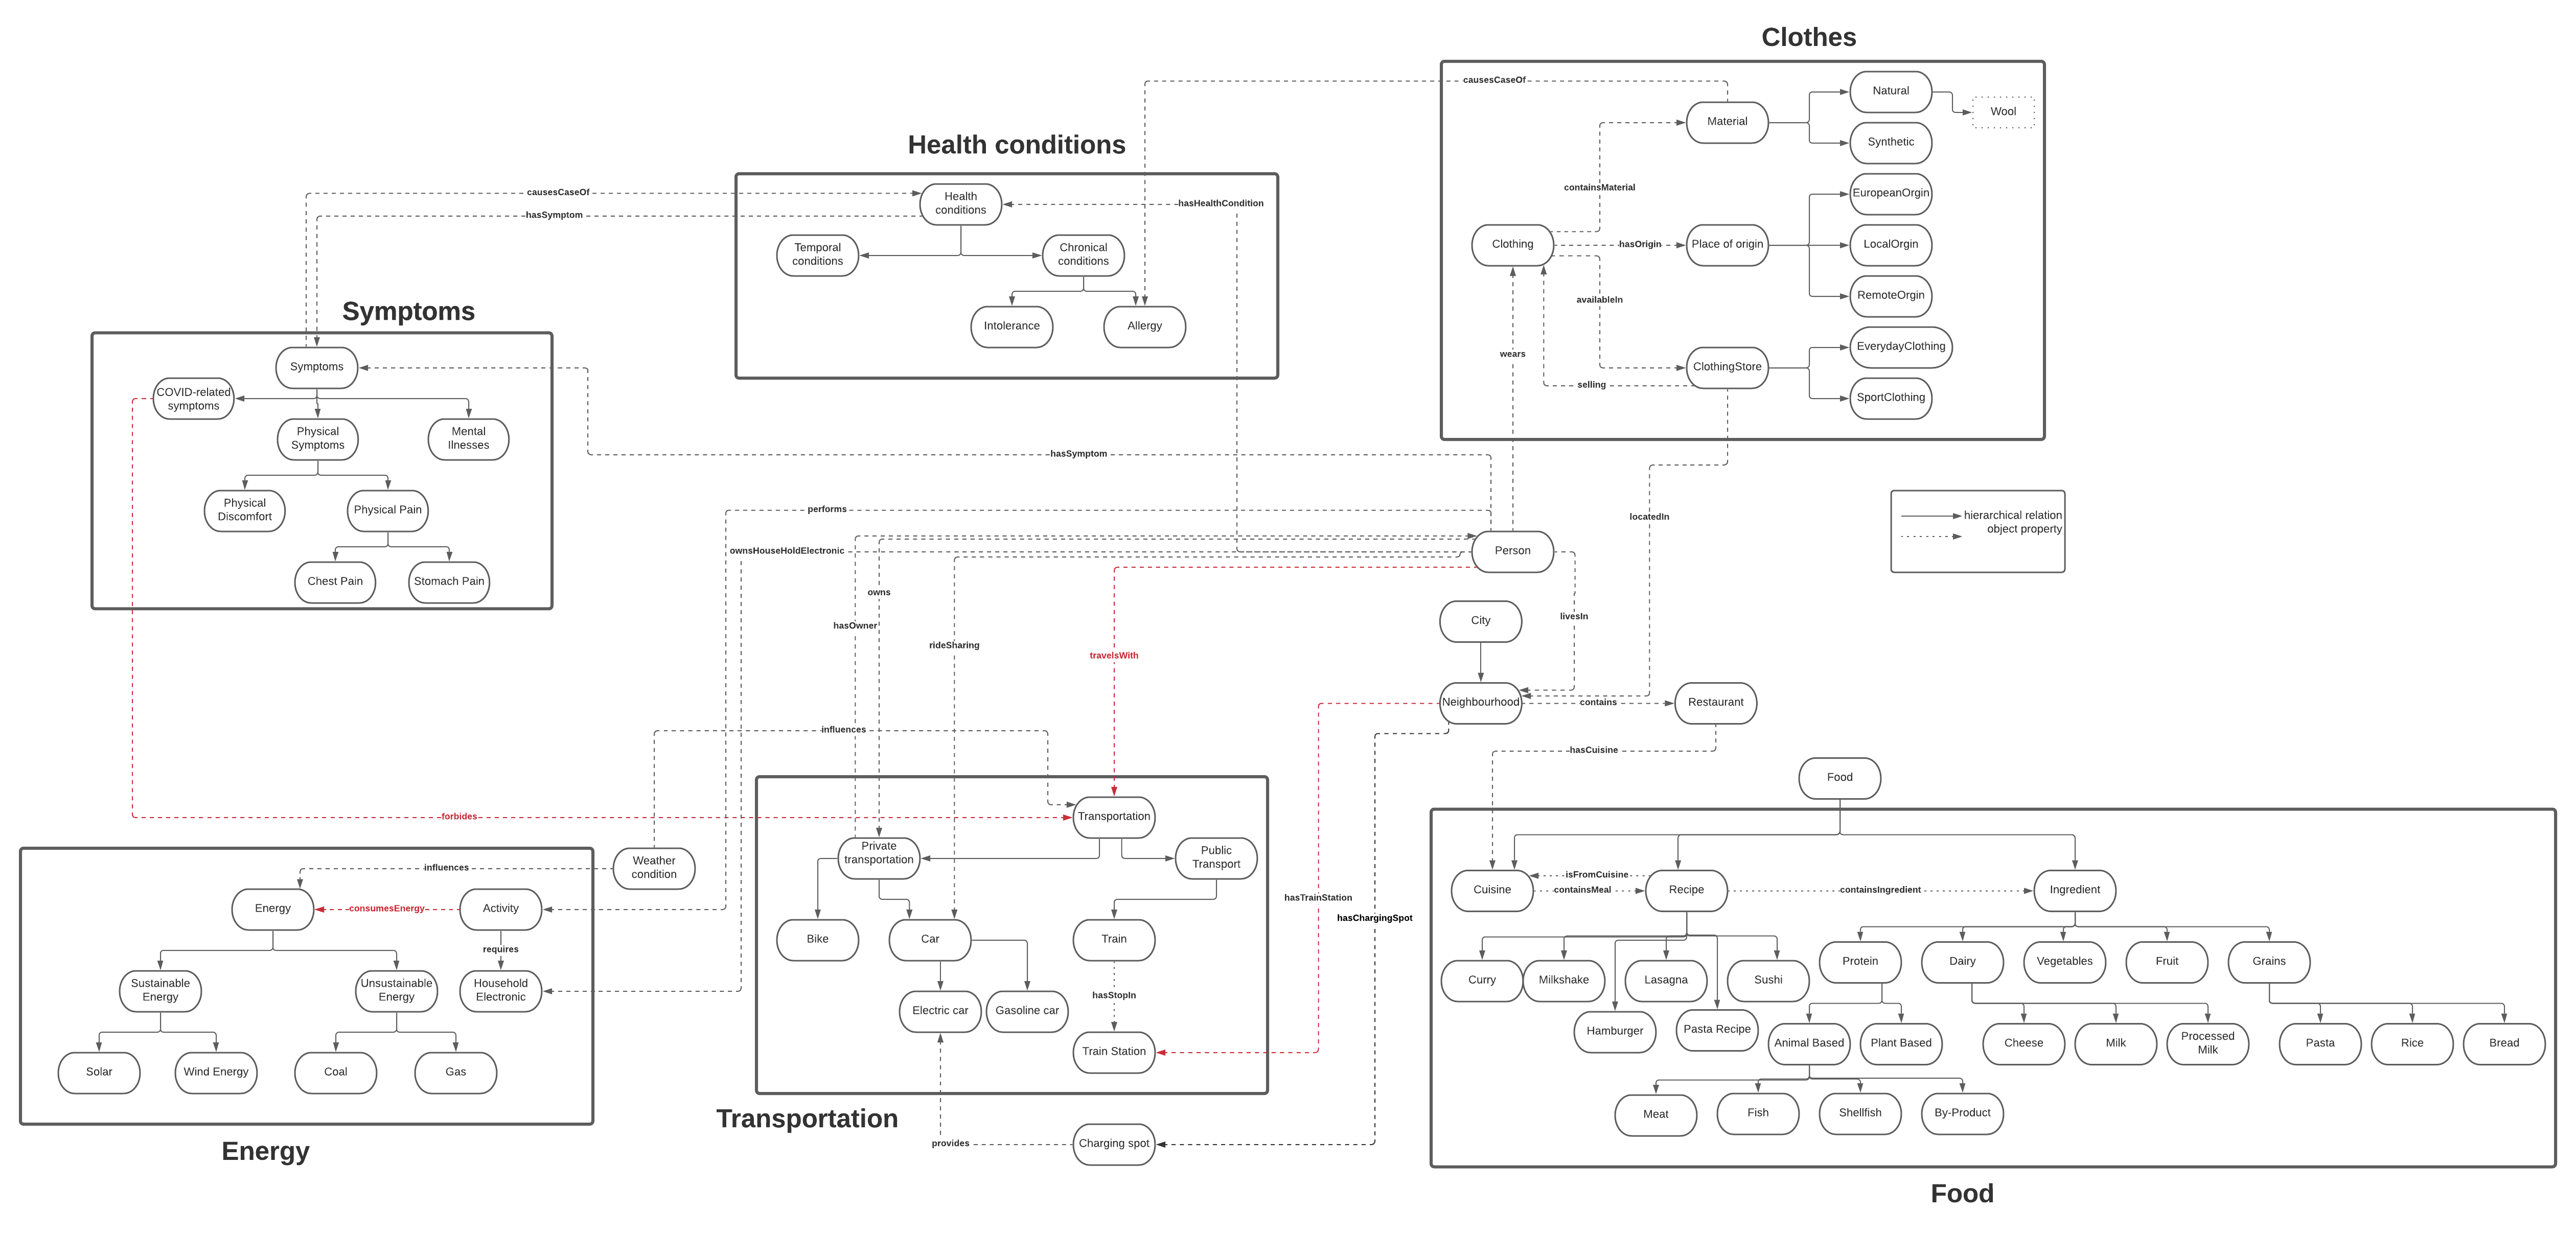 Clothes
causesCaseOf
Natural
Wool
Material
Synthetic
containsMaterial
EuropeanOrgin
Clothing
hasOrigin
Place of origin
LocalOrgin
RemoteOrgin
availableIn
EverydayClothing
ClothingStore
selling
SportClothing
wears
Health conditions
causesCaseOf
hasSymptom
Health
conditions
hasHealthCondition
Temporal
conditions
Chronical
conditions
Intolerance
Allergy
Symptoms
Symptoms
COVID-related
symptoms
Physical
Symptoms
Mental
Ilnesses
Physical
Discomfort
Physical Pain
Chest Pain
Stomach Pain
hasSymptom
performs
ownsHouseHoldElectronic
Person
locatedIn
hierarchical relation
object property
owns
hasOwner
rideSharing
travelsWith
livesIn
City
Neighbourhood
contains
Restaurant
hasCuisine
influences
forbides
hasTrainStation
hasChargingSpot
Weather
condition
influences
Energy
consumesEnergy
Activity
requires
Sustainable
Energy
Unsustainable
Energy
Household
Electronic
Solar
Wind Energy
Coal
Gas
Energy
Transportation
Private
transportation
Public
Transport
Bike
Car
Train
Electric car
Gasoline car
hasStopIn
Train Station
Transportation
provides
Charging spot
Food
Cuisine
isFromCuisine
containsMeal
Recipe
containsIngredient
Ingredient
Curry
Milkshake
Lasagna
Sushi
Hamburger
Pasta Recipe
Protein
Dairy
Vegetables
Fruit
Grains
Animal Based
Plant Based
Cheese
Milk
Processed
Milk
Pasta
Rice
Bread
Meat
Fish
Shellfish
By-Product
Food